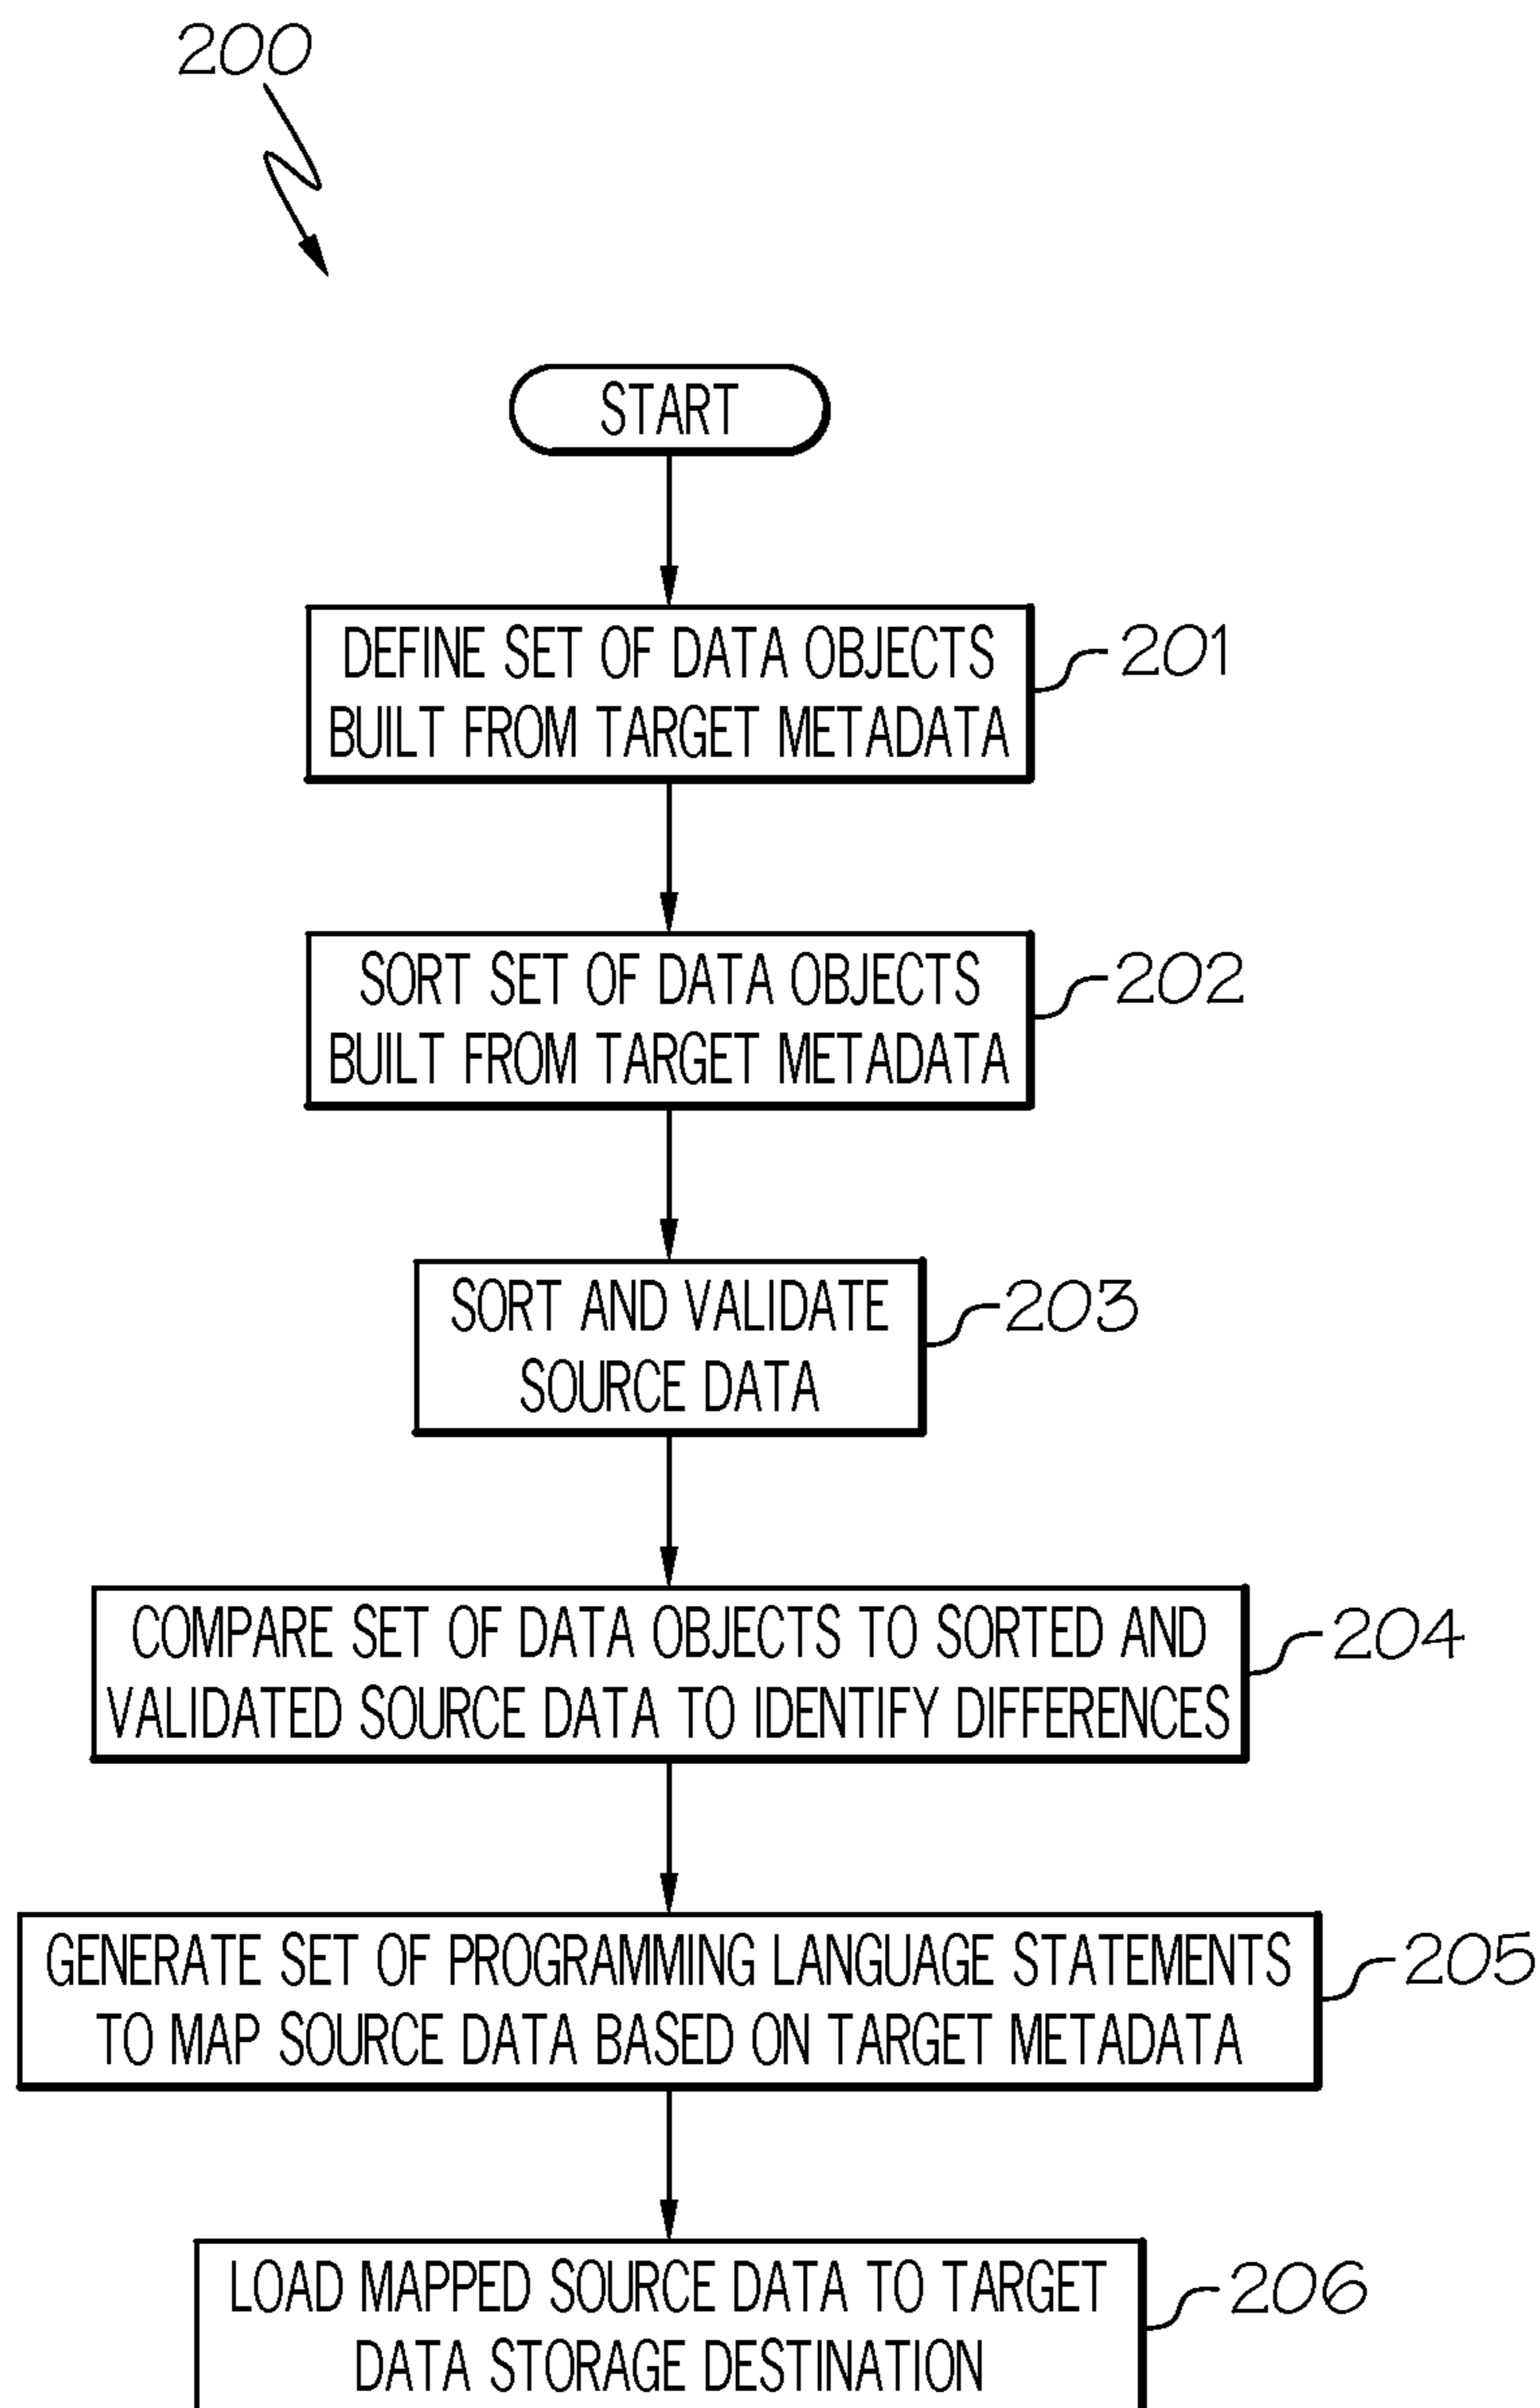 200
START
DEFINE SET OF DATA OBJECTS
BUILT FROM TARGET METADATA
201
SORT SET OF DATA OBJECTS
BUILT FROM TARGET METADATA
202
SORT AND VALIDATE
SOURCE DATA
203
COMPARE SET OF DATA OBJECTS TO SORTED AND
VALIDATED SOURCE DATA TO IDENTIFY DIFFERENCES
204
GENERATE SET OF PROGRAMMING LANGUAGE STATEMENTS
TO MAP SOURCE DATA BASED ON TARGET METADATA
205
LOAD MAPPED SOURCE DATA TO TARGET
DATA STORAGE DESTINATION
206